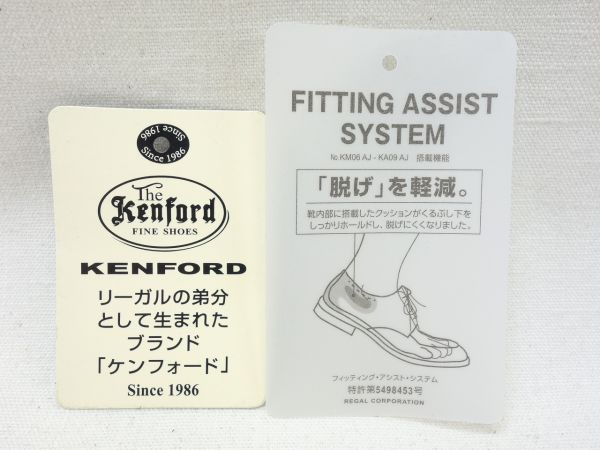 Since 1986
Since 1986
The
Kenford
FINE SHOES
KENFORD
リーガルの弟分
として生まれた
ブランド
「ケンフォード」
Since 1986
FITTING ASSIST
SYSTEM
No.KM06 AJ - KA09 AJ 搭載機能
「脱げ」を軽減。
靴内部に搭載したクッションがくるぶし下を
しっかりホールドし、脱げにくくなりました。
フィッティング・アシスト・システム
特許第5498453号
REGAL CORPORATION